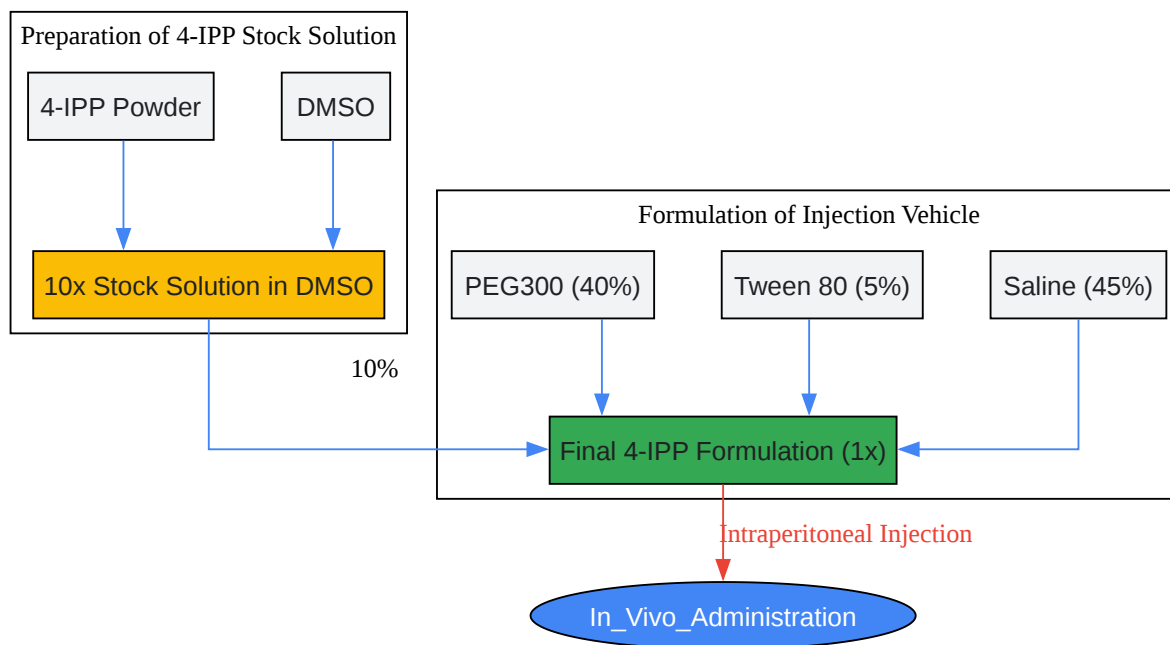 Preparation of 4-IPP Stock Solution
4-IPP Powder
DMSO
10x Stock Solution in DMSO
10%
Formulation of Injection Vehicle
PEG300 (40%)
Tween 80 (5%)
Saline (45%)
Final 4-IPP Formulation (1x)
Intraperitoneal Injection
In_Vivo_Administration